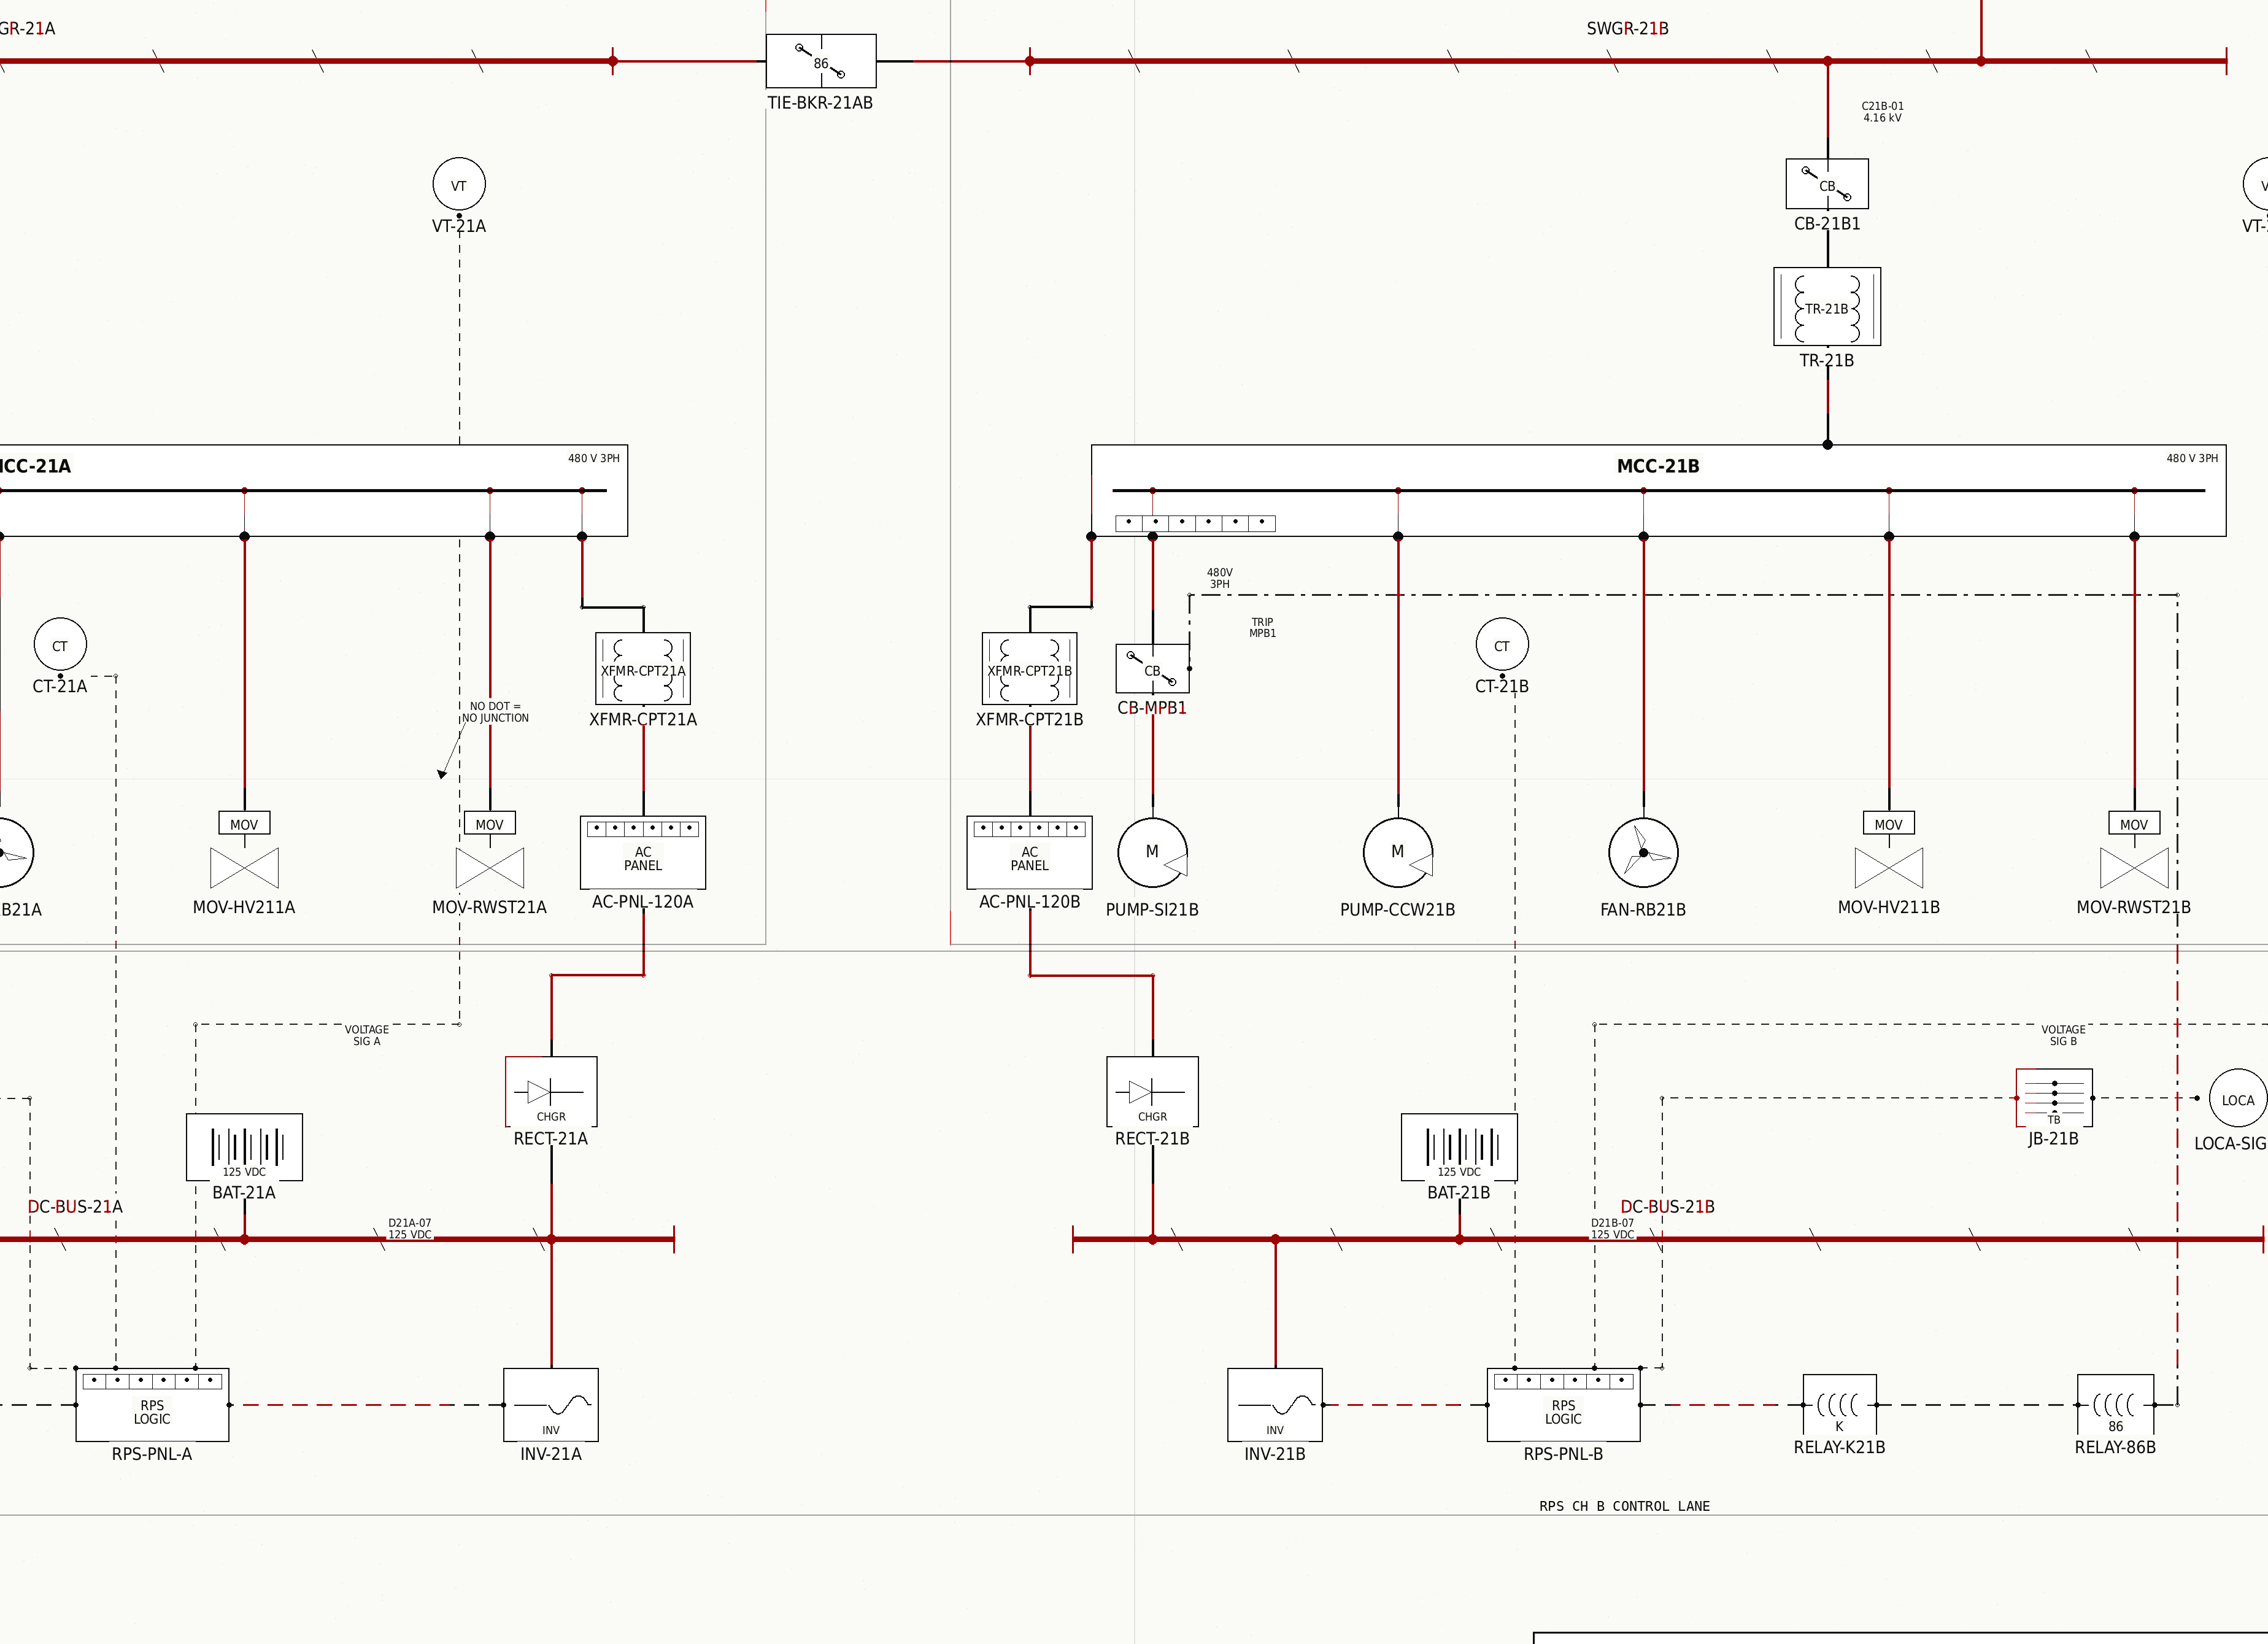 GR-21A
SWGR-21B
86
TIE-BKR-21AB
C21B-01
4.16 kV
VT
VT-21A
CB
CB-21B1
VT-
TR-21B
TR-21B
CC-21A
480 V 3PH
MCC-21B
480 V 3PH
480V
3PH
TRIP
MPB1
CT
CT-21A
XFMR-CPT21A
XFMR-CPT21A
XFMR-CPT21B
XFMR-CPT21B
CB
CB-MPB1
CT
CT-21B
NO DOT =
NO JUNCTION
MOV
MOV
MOV
MOV
AC
PANEL
AC
PANEL
M
M
B21A
MOV-HV211A
MOV-RWST21A
AC-PNL-120A
AC-PNL-120B
PUMP-SI21B
PUMP-CCW21B
FAN-RB21B
MOV-HV211B
MOV-RWST21B
VOLTAGE
SIG A
VOLTAGE
SIG B
CHGR
RECT-21A
CHGR
RECT-21B
TB
JB-21B
LOCA
LOCA-SIG
125 VDC
BAT-21A
125 VDC
BAT-21B
DC-BUS-21A
D21A-07
125 VDC
DC-BUS-21B
D21B-07
125 VDC
RPS
LOGIC
RPS-PNL-A
INV
INV-21A
INV
INV-21B
RPS
LOGIC
RPS-PNL-B
K
RELAY-K21B
86
RELAY-86B
RPS CH B CONTROL LANE